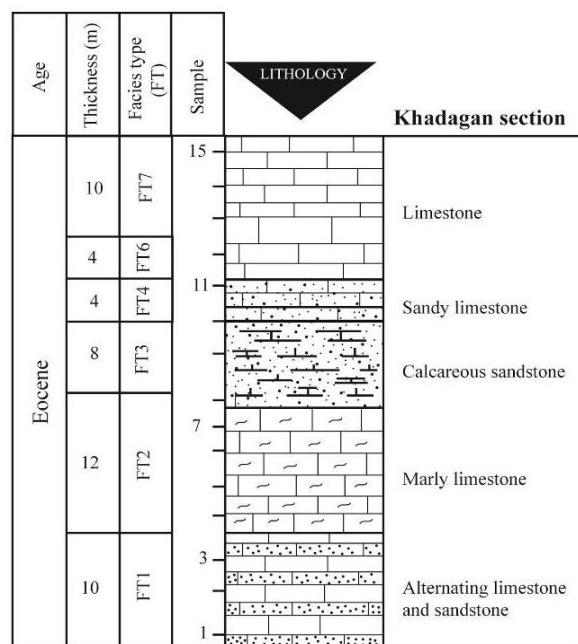 Age
Thickness (m)
Facies type
(FT)
Sample
LITHOLOGY
Khadagan section
Eocene
10
FT7
15
Limestone
4
FT6
4
FT4
11
Sandy limestone
8
FT3
Calcareous sandstone
12
FT2
7
Marly limestone
10
FT1
3
1
Alternating limestone
and sandstone